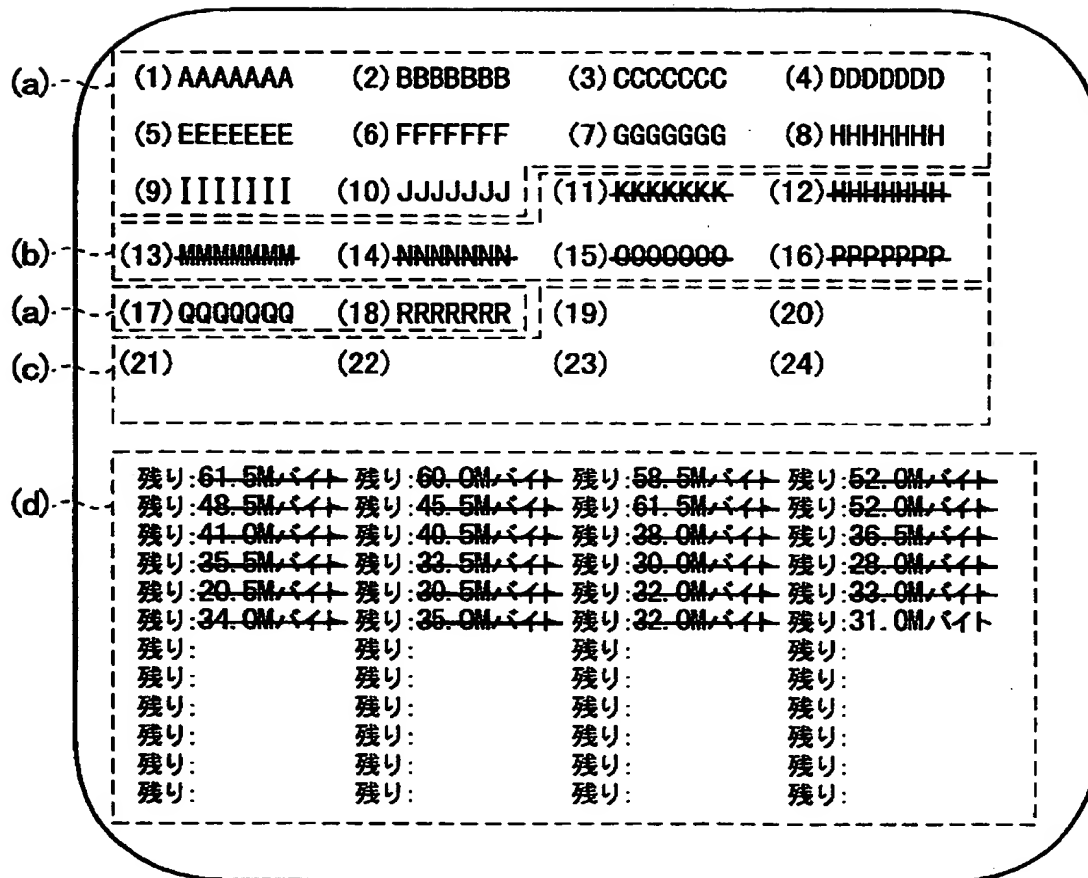 (a) (1) AAAAAAA (2) BBBBBBB (3) CCCCCCC (4) DDDDDDD
(5) EEEEEEE (6) FFFFFFF (7) GGGGGGG (8) HHHHHHH
(9) IIIIIII (10) JJJJJJJ (11) KKKKKKK (12) HHHHHHH
(b) (13) MMMMMMM (14) NNNNNNN (15) OOOOOOO (16) PPPPPPP
(a) (17) QQQQQQQ (18) RRRRRRR (19) (20)
(c) (21) (22) (23) (24)
残り:61.5Mバイト 残り:60.0Mバイト 残り:58.5Mバイト 残り:52.0Mバイト
(d) 残り:48.5Mバイト 残り:45.5Mバイト 残り:61.5Mバイト 残り:52.0Mバイト
残り:41.0Mバイト 残り:40.5Mバイト 残り:38.0Mバイト 残り:36.5Mバイト
残り:35.5Mバイト 残り:33.5Mバイト 残り:30.0Mバイト 残り:28.0Mバイト
残り:20.5Mバイト 残り:30.5Mバイト 残り:32.0Mバイト 残り:33.0Mバイト
残り:34.0Mバイト 残り:35.0Mバイト 残り:32.0Mバイト 残り:31.0Mバイト
残り: 残り: 残り: 残り:
残り: 残り: 残り: 残り:
残り: 残り: 残り: 残り:
残り: 残り: 残り: 残り:
残り: 残り: 残り: 残り:
残り: 残り: 残り: 残り: